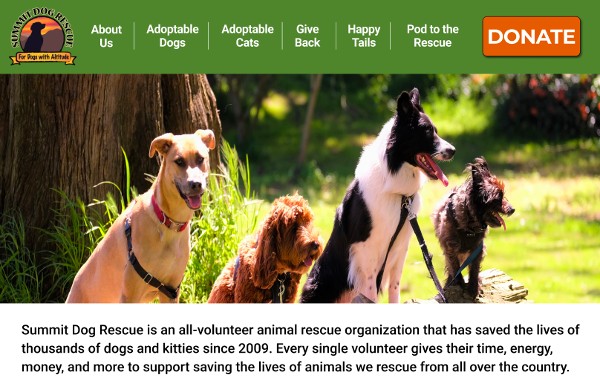 SUMMIT DOG RESCUE
For Dogs with Altitude
About Us
Adoptable Dogs
Adoptable Cats
Give Back
Happy Tails
Pod to the Rescue
DONATE
Summit Dog Rescue is an all-volunteer animal rescue organization that has saved the lives of
thousands of dogs and kitties since 2009. Every single volunteer gives their time, energy,
money, and more to support saving the lives of animals we rescue from all over the country.